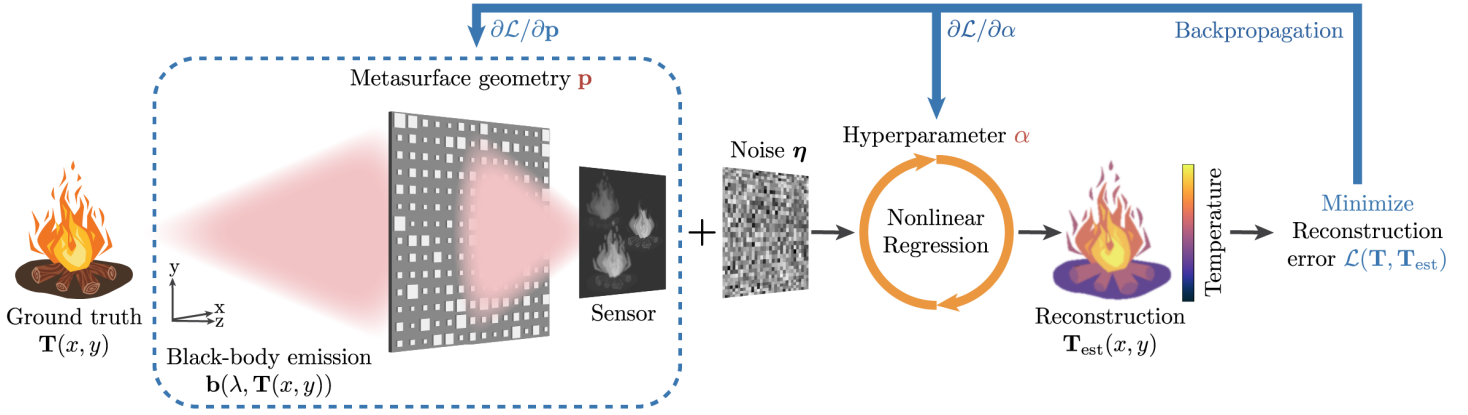 ∂ℒ/∂𝐩
∂ℒ/∂α
Backpropagation
Metasurface geometry 𝐩
Hyperparameter α
Noise 𝜼
Nonlinear
Regression
Temperature
Minimize
Reconstruction
error ℒ(𝐓, 𝐓est)
y
x
z
Sensor
Ground truth
𝐓(x, y)
Black-body emission
𝐛(λ, 𝐓(x, y))
Reconstruction
𝐓est(x, y)